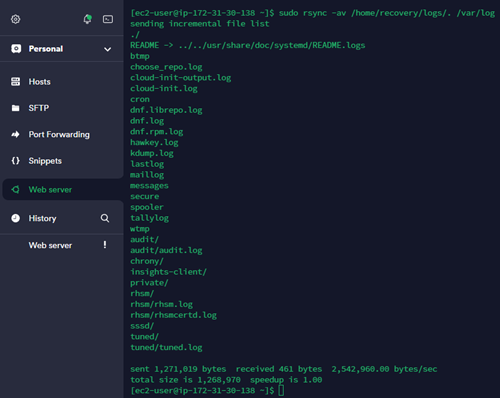 Personal
Hosts
SFTP
Port Forwarding
{} Snippets
Web server
History
Web server !
[ec2-user@ip-172-31-30-138 ~]$ sudo rsync -av /home/recovery/logs/. /var/log
sending incremental file list
./
README -> ../../usr/share/doc/systemd/README.logs
btmp
choose_repo.log
cloud-init-output.log
cloud-init.log
cron
dnf.librepo.log
dnf.log
dnf.rpm.log
hawkey.log
kdump.log
lastlog
maillog
messages
secure
spooler
tallylog
wtmp
audit/
audit/audit.log
chrony/
insights-client/
private/
rhsm/
rhsm/rhsm.log
rhsm/rhsmcertd.log
sssd/
tuned/
tuned/tuned.log
sent 1,271,019 bytes  received 461 bytes  2,542,960.00 bytes/sec
total size is 1,268,970  speedup is 1.00
[ec2-user@ip-172-31-30-138 ~]$